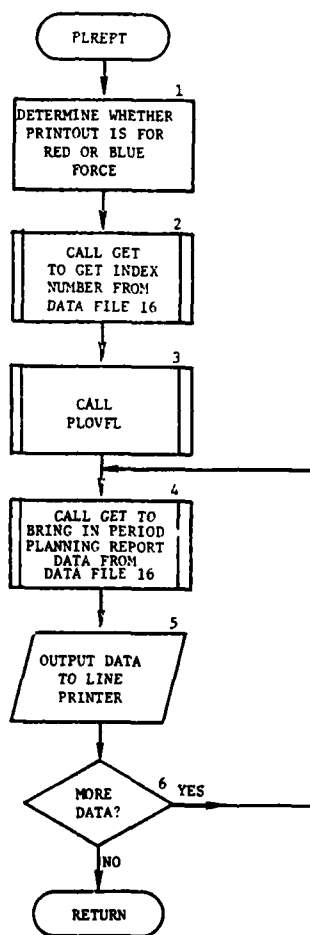 PLREPT
1
DETERMINE WHETHER
PRINTOUT IS FOR
RED OR BLUE
FORCE
2
CALL GET
TO GET INDEX
NUMBER FROM
DATA FILE 16
3
CALL
PLOVFL
4
CALL GET TO
BRING IN PERIOD
PLANNING REPORT
DATA FROM
DATA FILE 16
5
OUTPUT DATA
TO LINE
PRINTER
6
MORE
DATA?
YES
NO
RETURN